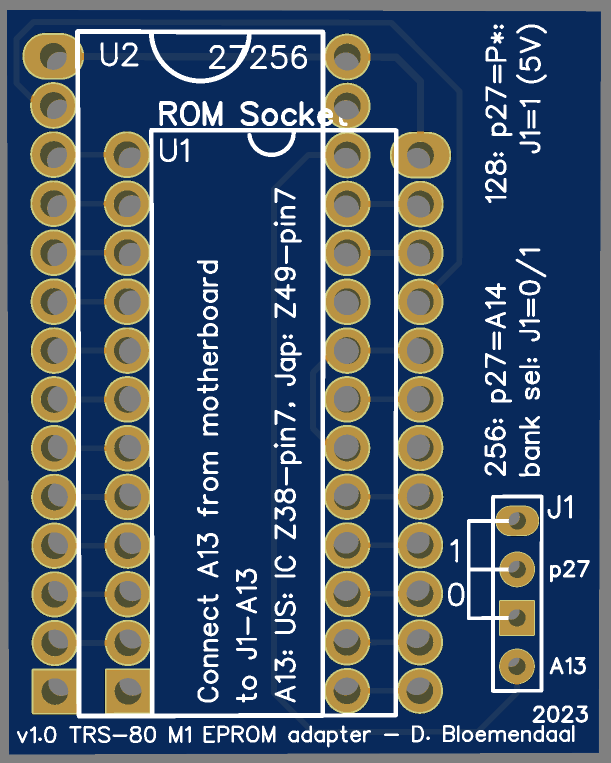 U2
27256
ROM Socket
U1
Connect A13 from motherboard
to J1-A13
A13: US: IC Z38-pin7, Jap: Z49-pin7
128: p27=P*:
J1=1 (5V)
256: p27=A14
bank sel: J1=0/1
J1
1
p27
0
A13
2023
v1.0 TRS-80 M1 EPROM adapter - D. Bloemendaal